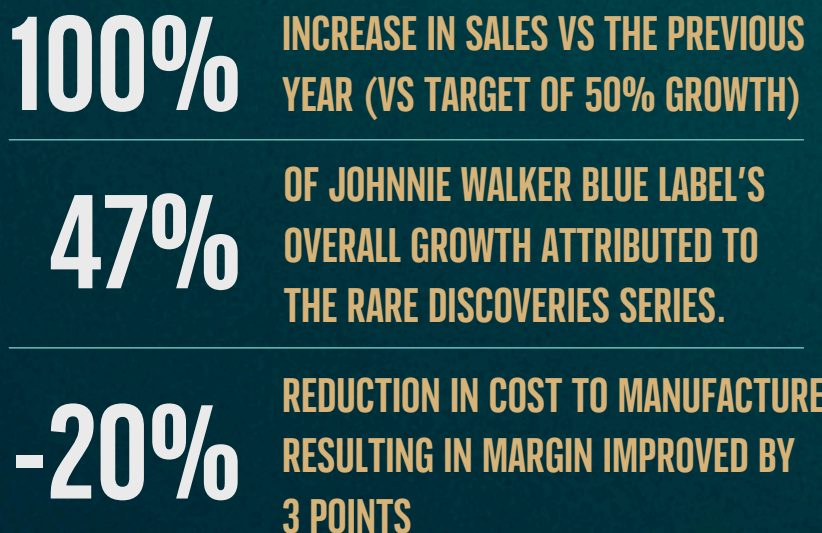 100%
INCREASE IN SALES VS THE PREVIOUS
YEAR (VS TARGET OF 50% GROWTH)
47%
OF JOHNNIE WALKER BLUE LABEL'S
OVERALL GROWTH ATTRIBUTED TO
THE RARE DISCOVERIES SERIES.
-20%
REDUCTION IN COST TO MANUFACTURE
RESULTING IN MARGIN IMPROVED BY
3 POINTS